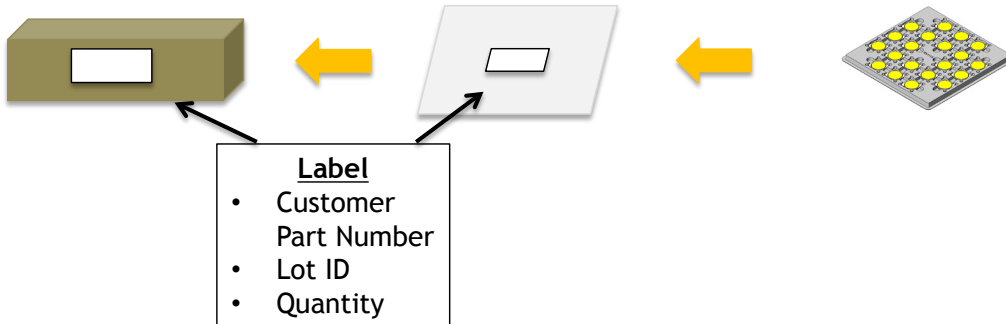 Label
• Customer
Part Number
• Lot ID
• Quantity